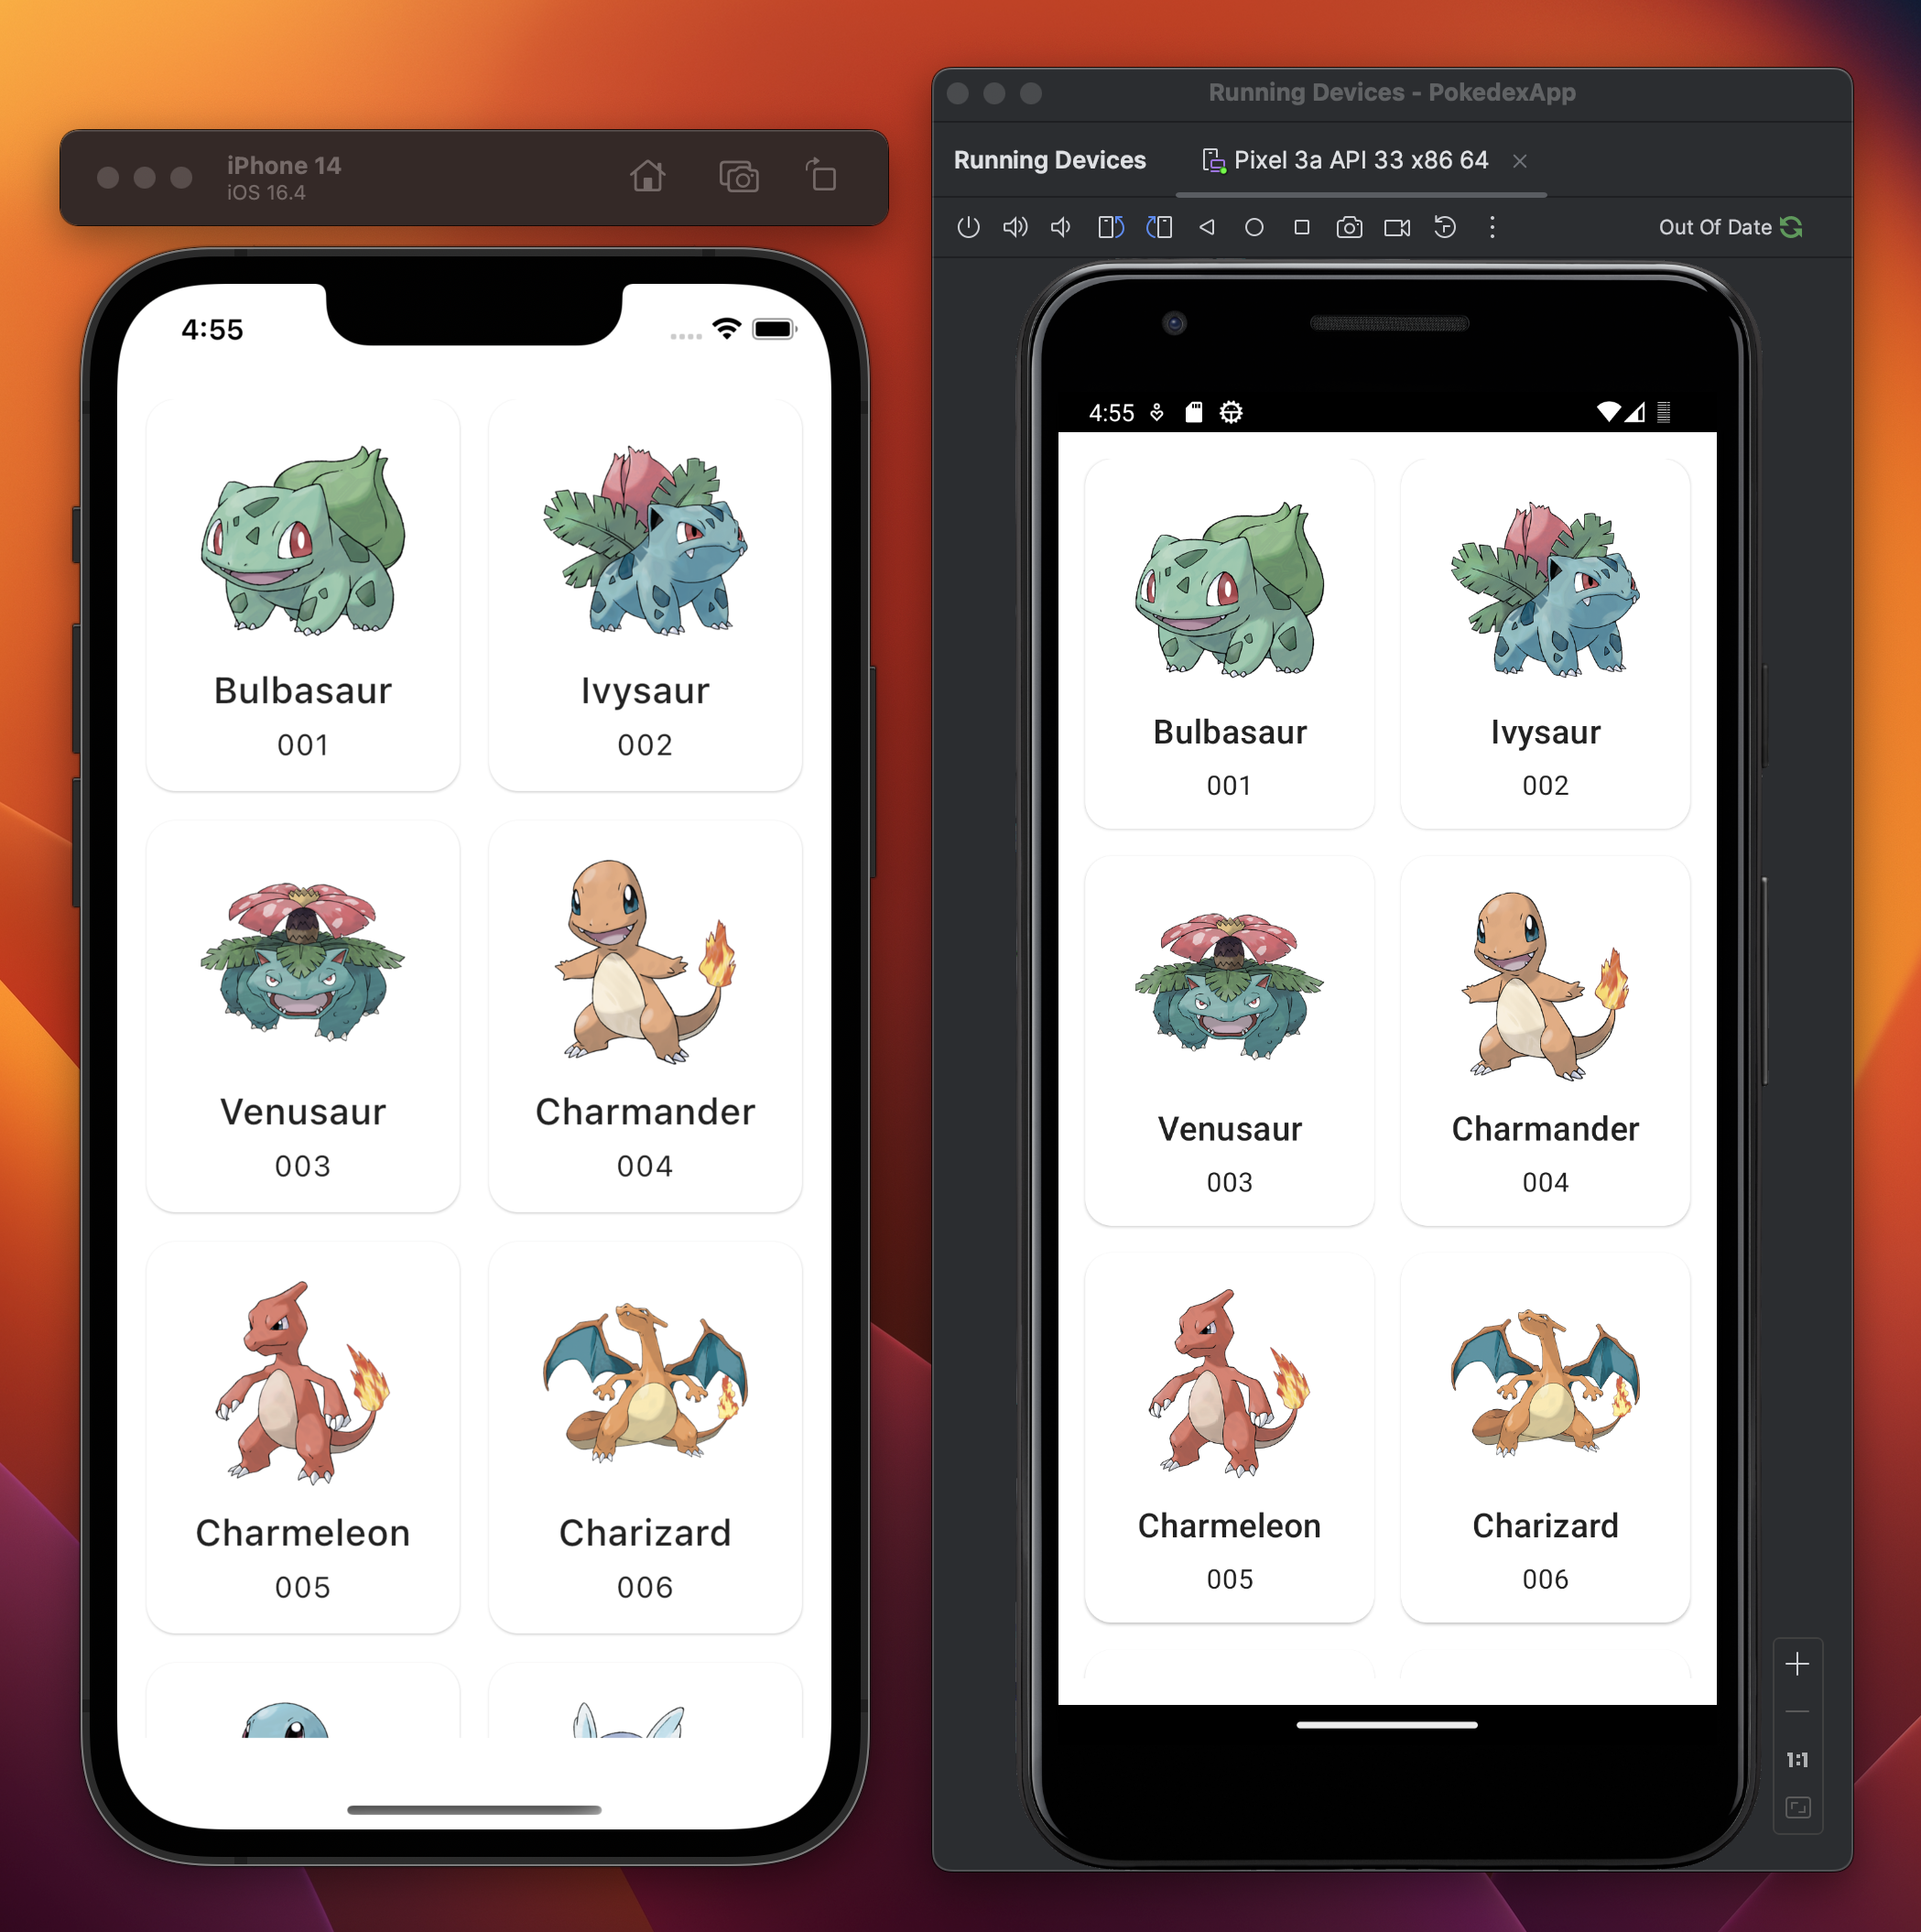 iPhone 14
iOS 16.4
4:55
Bulbasaur
001
Ivysaur
002
Venusaur
003
Charmander
004
Charmeleon
005
Charizard
006
Running Devices - PokedexApp
Running Devices
Pixel 3a API 33 x86 64
Out Of Date
4:55
Bulbasaur
001
Ivysaur
002
Venusaur
003
Charmander
004
Charmeleon
005
Charizard
006
1:1